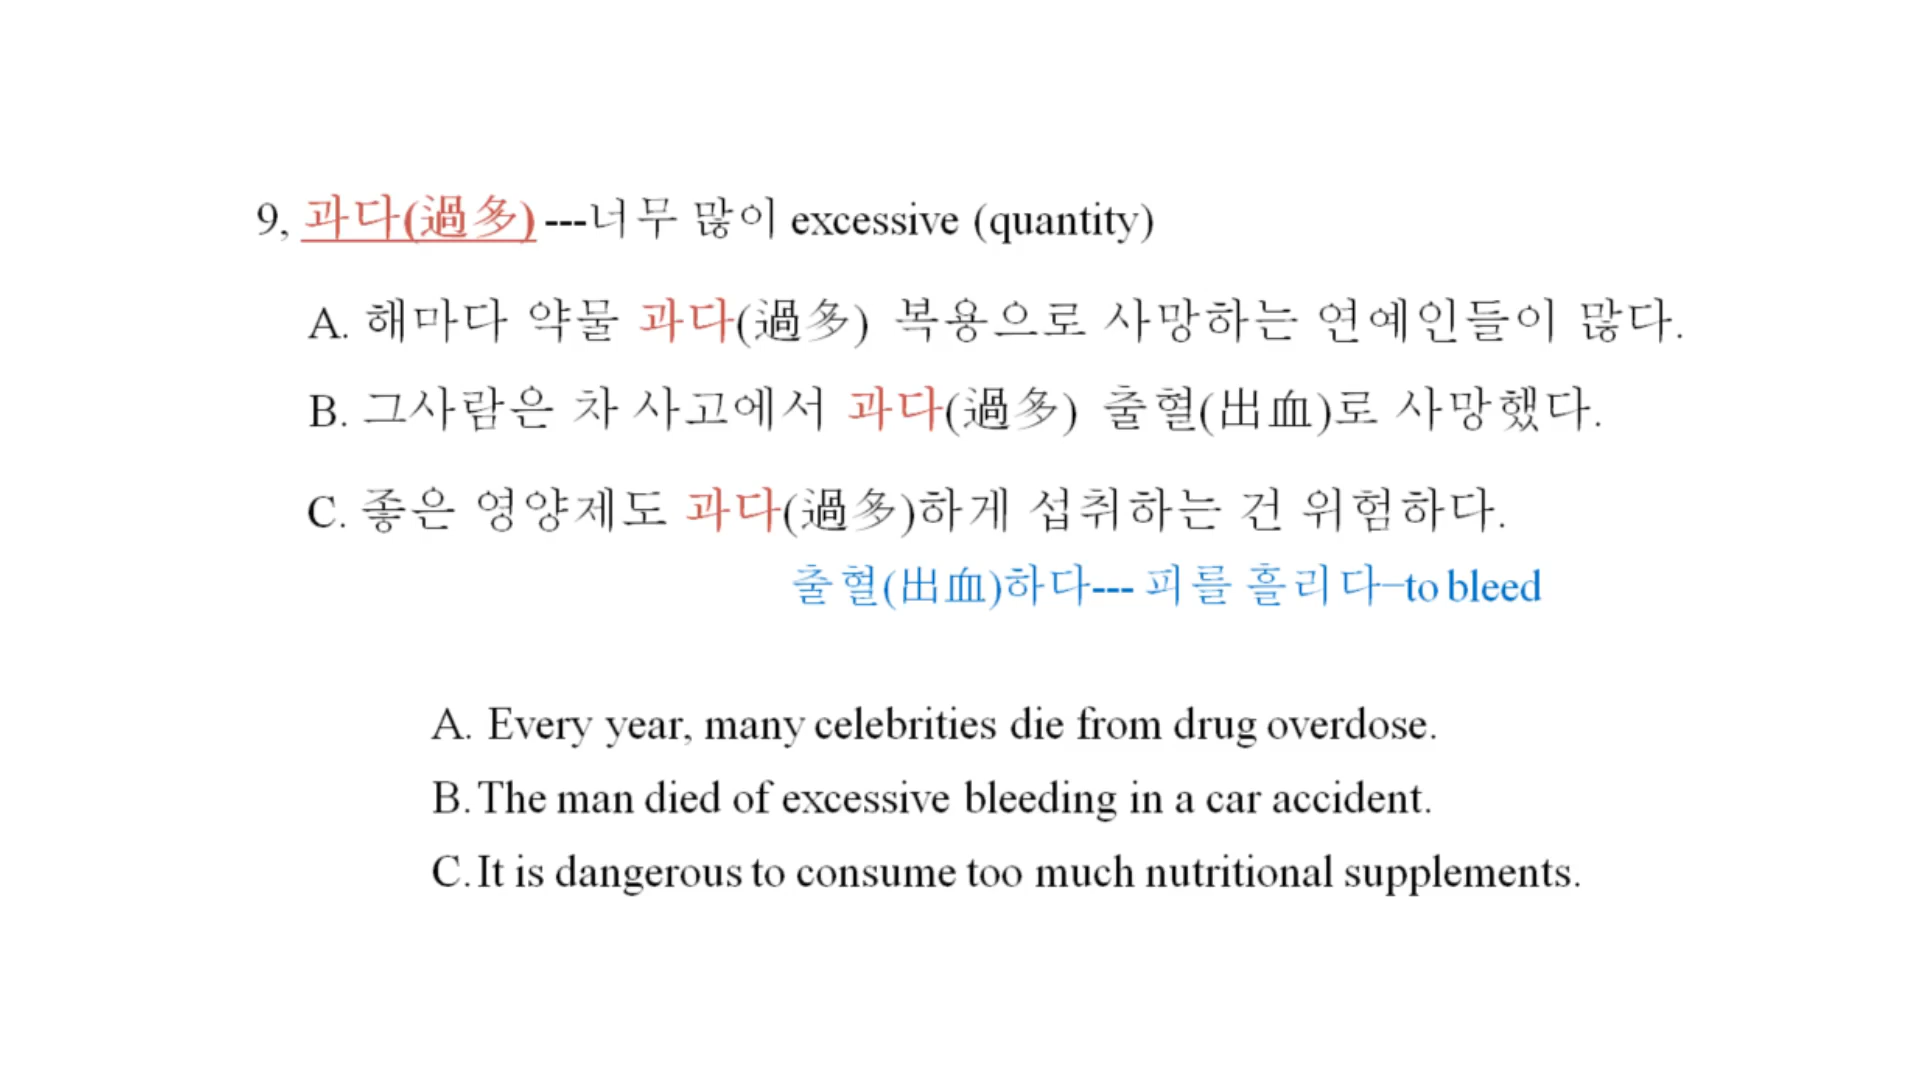 9, 과다(過多) ---너무 많이 excessive (quantity)
A. 해마다 약물 과다(過多) 복용으로 사망하는 연예인들이 많다.
B. 그사람은 차 사고에서 과다(過多) 출혈(出血)로 사망했다.
C. 좋은 영양제도 과다(過多)하게 섭취하는 건 위험하다.
출혈(出血)하다--- 피를 흘리다–to bleed
A. Every year, many celebrities die from drug overdose.
B. The man died of excessive bleeding in a car accident.
C. It is dangerous to consume too much nutritional supplements.